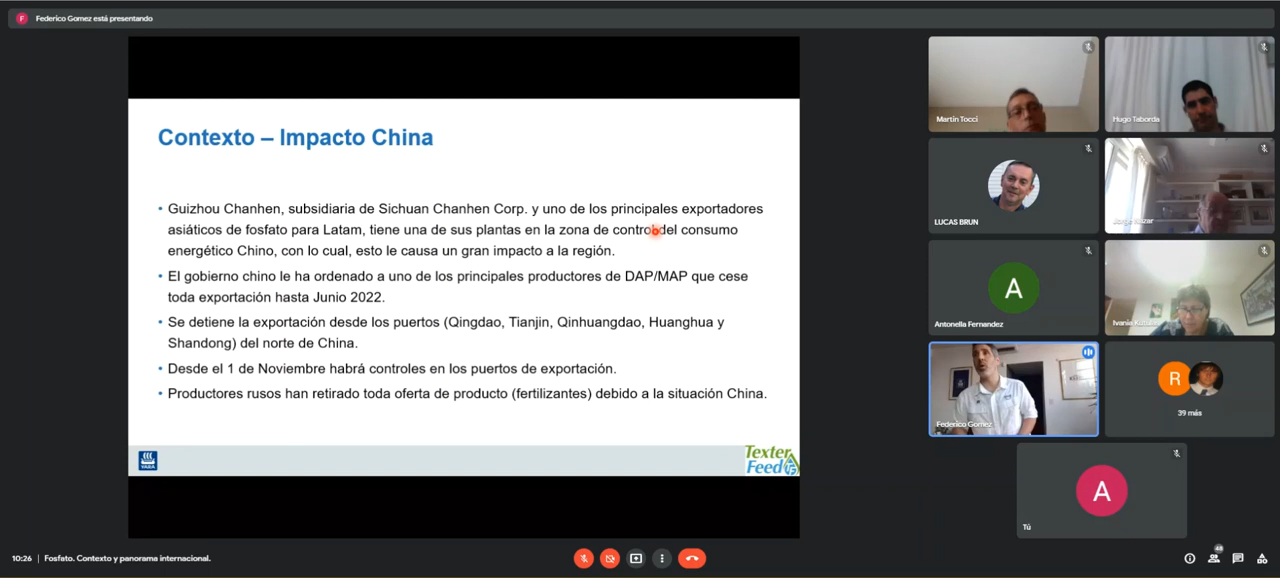 F
Federico Gomez está presentando
Contexto – Impacto China
• Guizhou Chanhen, subsidiaria de Sichuan Chanhen Corp. y uno de los principales exportadores
asiáticos de fosfato para Latam, tiene una de sus plantas en la zona de control del consumo
energético Chino, con lo cual, esto le causa un gran impacto a la región.
• El gobierno chino le ha ordenado a uno de los principales productores de DAP/MAP que cese
toda exportación hasta Junio 2022.
• Se detiene la exportación desde los puertos (Qingdao, Tianjin, Qinhuangdao, Huanghua y
Shandong) del norte de China.
• Desde el 1 de Noviembre habrá controles en los puertos de exportación.
• Productores rusos han retirado toda oferta de producto (fertilizantes) debido a la situación China.
YARA
Texter
Feed
Martín Tocci
Hugo Taborda
LUCAS BRUN
A
Antonella Fernandez
Ivania
Federico Gomez
R
39 más
A
Tú
10:26 | Fosfato. Contexto y panorama internacional.
48